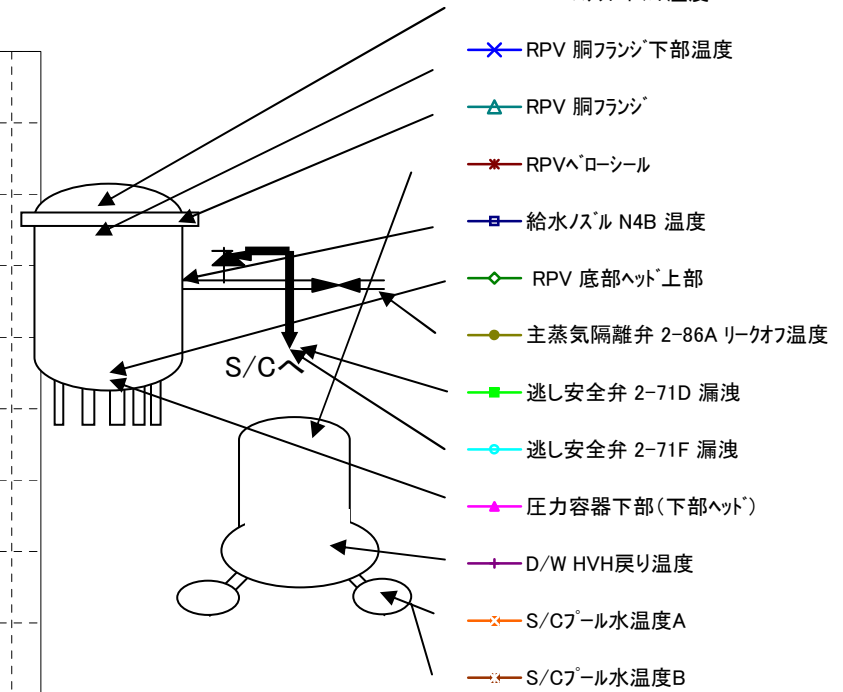 RPV 胴フランジ下部温度
RPV 胴フランジ
RPVベローシール
給水ノズル N4B 温度
RPV 底部ヘッド上部
主蒸気隔離弁 2-86A リークオフ温度
S/Cへ
逃し安全弁 2-71D 漏洩
逃し安全弁 2-71F 漏洩
圧力容器下部(下部ヘッド)
D/W HVH戻り温度
S/Cプール水温度A
S/Cプール水温度B